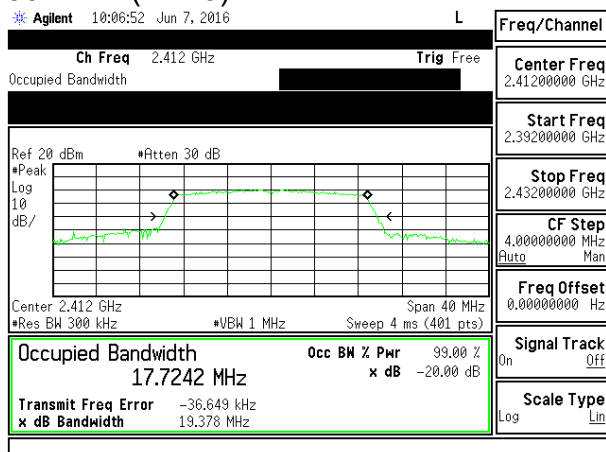 Agilent 10:06:52 Jun 7, 2016 L
Freq/Channel
Ch Freq 2.412 GHz Trig Free
Occupied Bandwidth
Center Freq
2.41200000 GHz
Start Freq
2.39200000 GHz
Stop Freq
2.43200000 GHz
CF Step
4.00000000 MHz
Auto Man
Freq Offset
0.00000000 Hz
Signal Track
On Off
Scale Type
Log Lin
Ref 20 dBm #Atten 30 dB
#Peak
Log
10
dB/
Center 2.412 GHz Span 40 MHz
#Res BW 300 kHz #VBW 1 MHz Sweep 4 ms (401 pts)
Occupied Bandwidth Occ BW % Pwr 99.00 %
17.7242 MHz x dB -20.00 dB
Transmit Freq Error -36.649 kHz
x dB Bandwidth 19.378 MHz